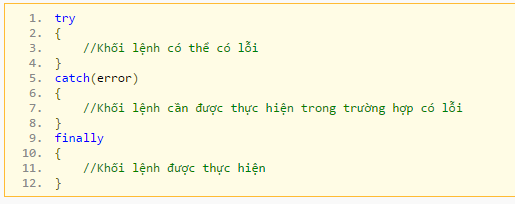 1. try
2. {
3. //Khối lệnh có thể có lỗi
4. }
5. catch(error)
6. {
7. //Khối lệnh cần được thực hiện trong trường hợp có lỗi
8. }
9. finally
10. {
11. //Khối lệnh được thực hiện
12. }